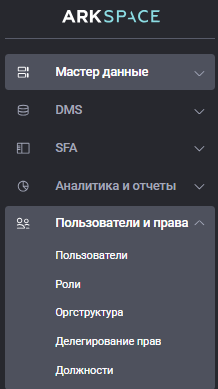 ARKSPACE
Мастер данные
DMS
SFA
Аналитика и отчеты
Пользователи и права
Пользователи
Роли
Оргструктура
Делегирование прав
Должности